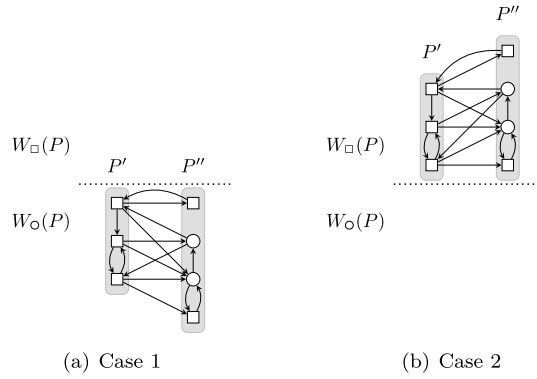 P′′
P′
W□(P)
P′ P′′
W□(P)
W○(P)
W○(P)
(a) Case 1
(b) Case 2